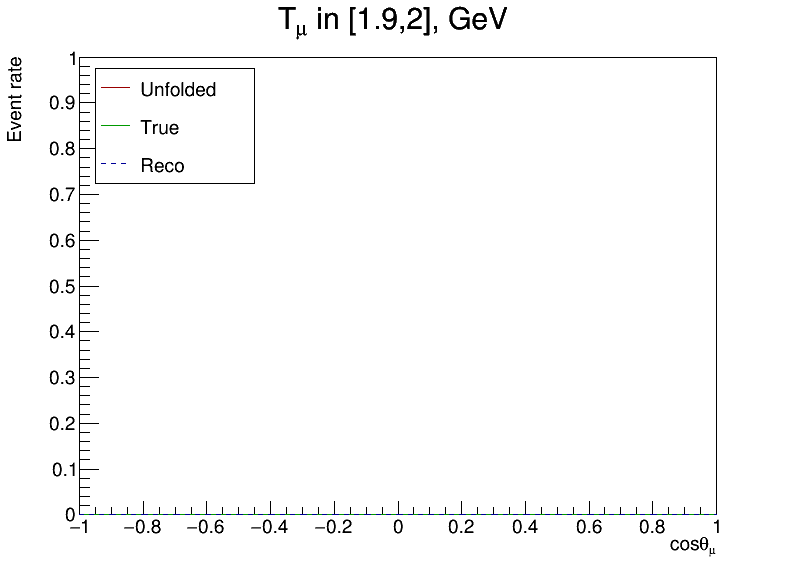 Tμ in [1.9,2], GeV
Event rate
1
0.9
0.8
0.7
0.6
0.5
0.4
0.3
0.2
0.1
0
Unfolded
True
Reco
−1 −0.8 −0.6 −0.4 −0.2 0 0.2 0.4 0.6 0.8 1
cosθμ